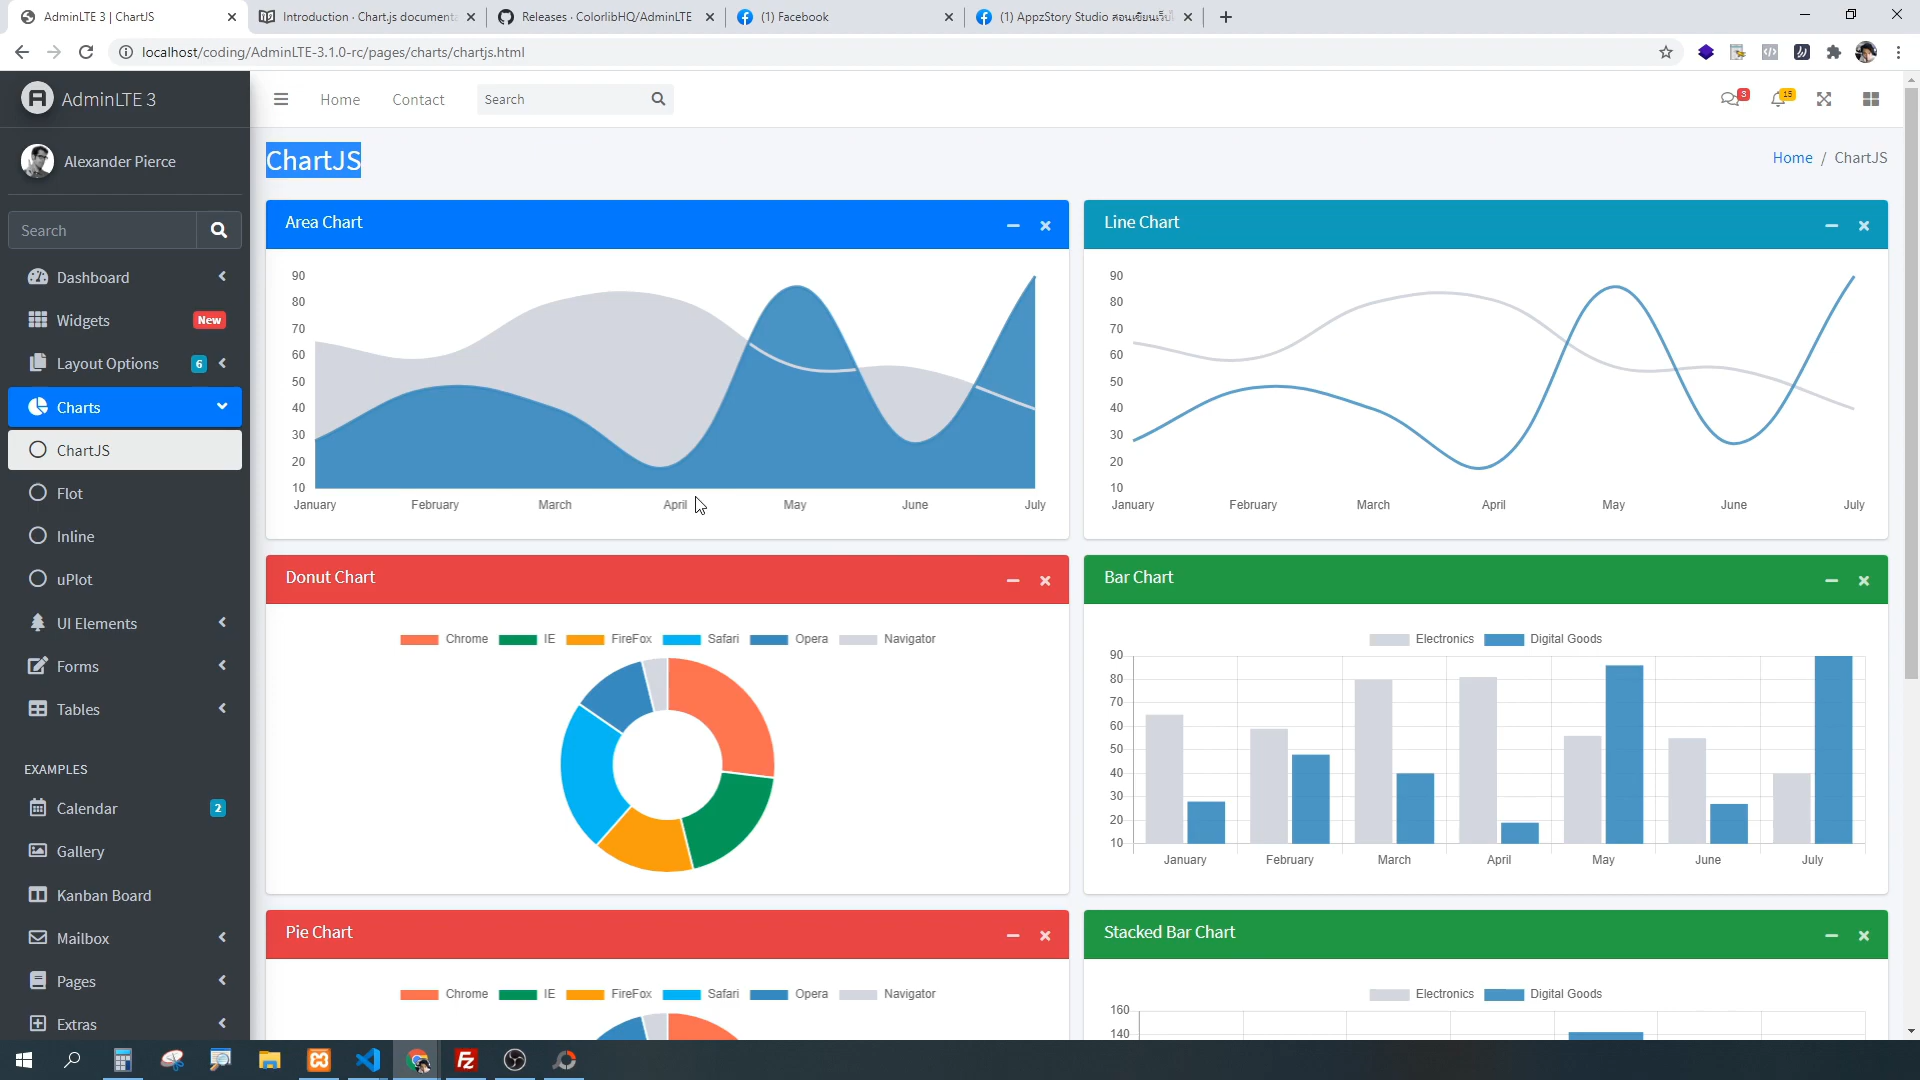 AdminLTE 3 | ChartJS
Introduction · Chart.js documenta
Releases · ColorlibHQ/AdminLTE
(1) Facebook
(1) AppzStory Studio สอนเขียนเว็บไ
localhost/coding/AdminLTE-3.1.0-rc/pages/charts/chartjs.html
AdminLTE 3
Home
Contact
Search
3
15
Alexander Pierce
Search
Dashboard
Widgets
New
Layout Options
6
Charts
ChartJS
Flot
Inline
uPlot
UI Elements
Forms
Tables
EXAMPLES
Calendar
2
Gallery
Kanban Board
Mailbox
Pages
Extras
ChartJS
Home / ChartJS
Area Chart
90
80
70
60
50
40
30
20
10
January February March April May June July
Line Chart
90
80
70
60
50
40
30
20
10
January February March April May June July
Donut Chart
Chrome IE FireFox Safari Opera Navigator
Bar Chart
Electronics Digital Goods
90
80
70
60
50
40
30
20
10
January February March April May June July
Pie Chart
Chrome IE FireFox Safari Opera Navigator
Stacked Bar Chart
Electronics Digital Goods
160
140